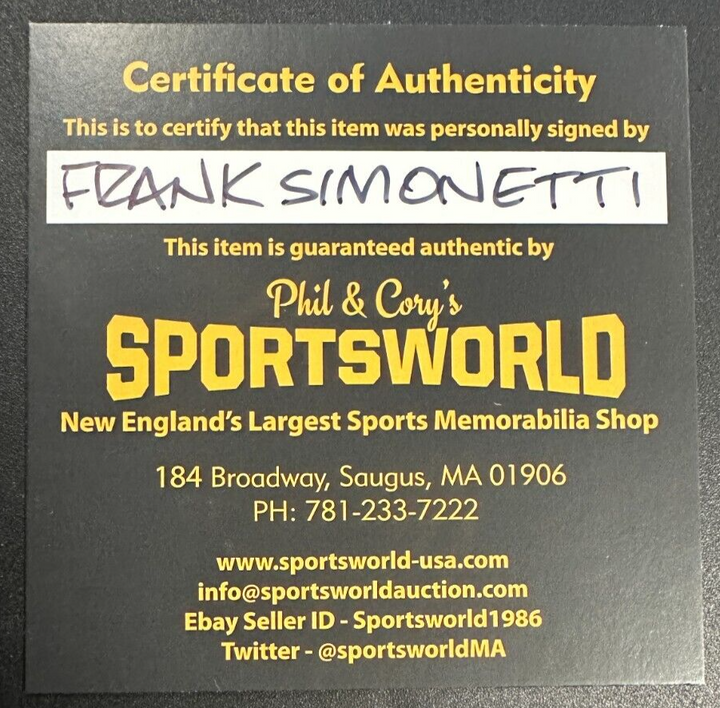 Certificate of Authenticity
This is to certify that this item was personally signed by
FRANK SIMONETTI
This item is guaranteed authentic by
Phil & Cory's
SPORTSWORLD
New England's Largest Sports Memorabilia Shop
184 Broadway, Saugus, MA 01906
PH: 781-233-7222
www.sportsworld-usa.com
info@sportsworldauction.com
Ebay Seller ID - Sportsworld1986
Twitter - @sportsworldMA